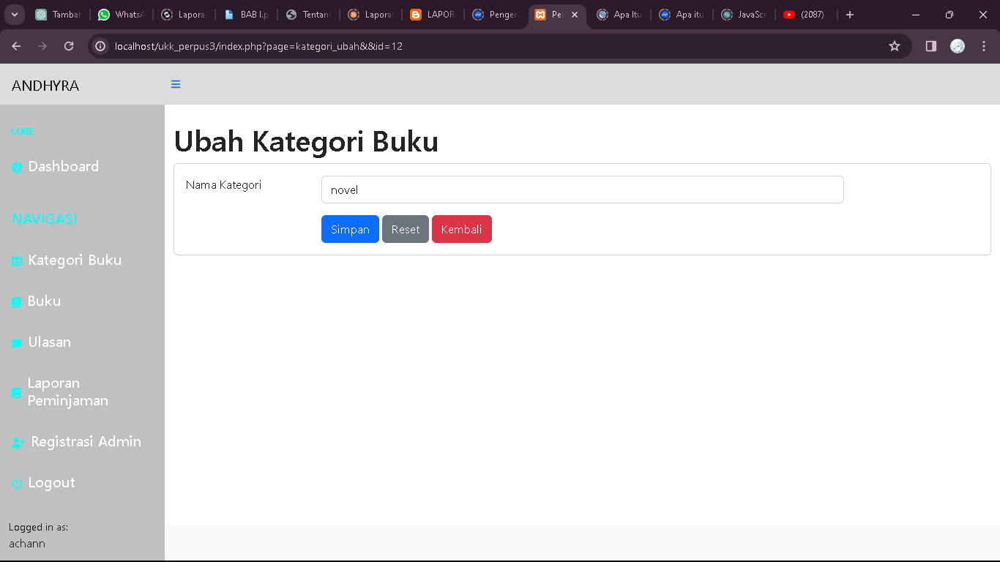 Tambah
WhatsA
Lapora
BAB I.p
Tentang
Lapora
LAPOR
Penger
Pe
Apa Itu
Apa itu
JavaScr
(2087)
localhost/ukk_perpus3/index.php?page=kategori_ubah&&id=12
ANDHYRA
CORE
Dashboard
NAVIGASI
Kategori Buku
Buku
Ulasan
Laporan
Peminjaman
Registrasi Admin
Logout
Logged in as:
achann
Ubah Kategori Buku
Nama Kategori
novel
Simpan Reset Kembali